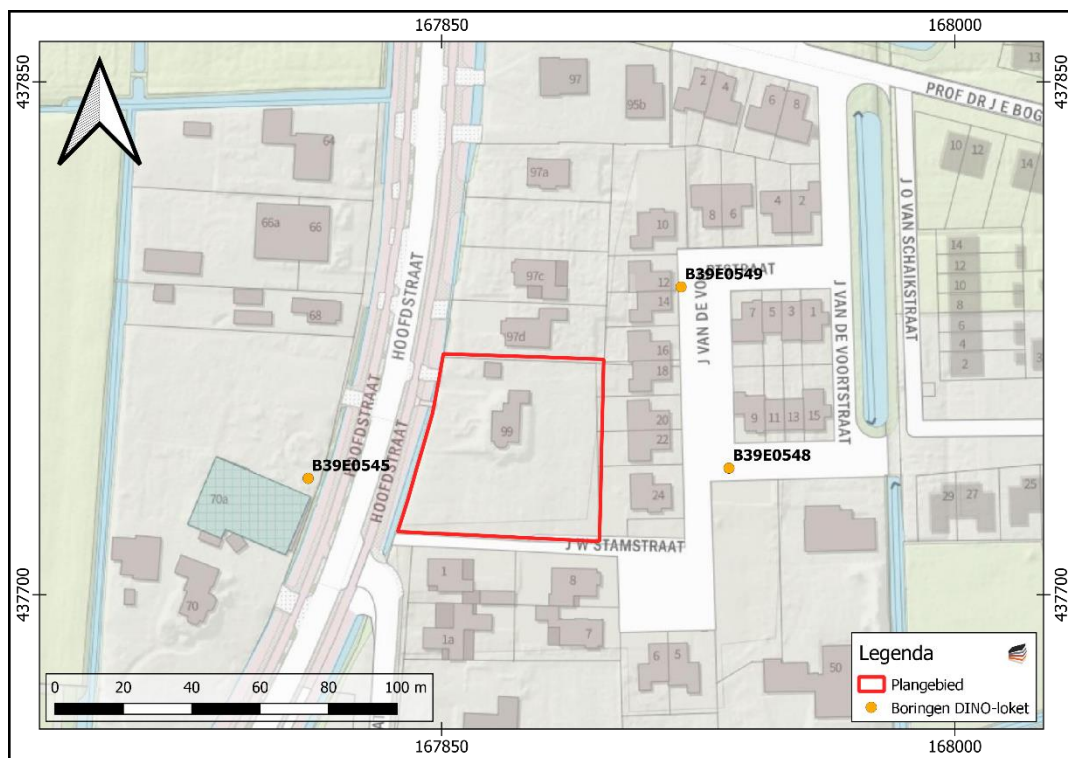 167850
168000
437850
437850
97
95b
2
4
6
8
13
PROF DR J E BOG
64
10
12
14
97a
66a
66
8
6
4
2
10
J O VAN SCHAIKSTRAAT
14
12
10
8
6
4
2
HOOFDSTRAAT
97c
12
14
B39E0549
J VAN DE VOORTSTRAAT
68
97d
7
5
3
1
J VAN DE VOORTSTRAAT
16
18
HOOFDSTRAAT
99
20
22
9
11
13
15
B39E0545
B39E0548
HOOFDSTRAAT
70a
24
29
27
25
J W STAMSTRAAT
1
8
70
1a
7
437700
437700
6
5
50
0 20 40 60 80 100 m
Legenda
Plangebied
Boringen DINO-loket
167850
168000